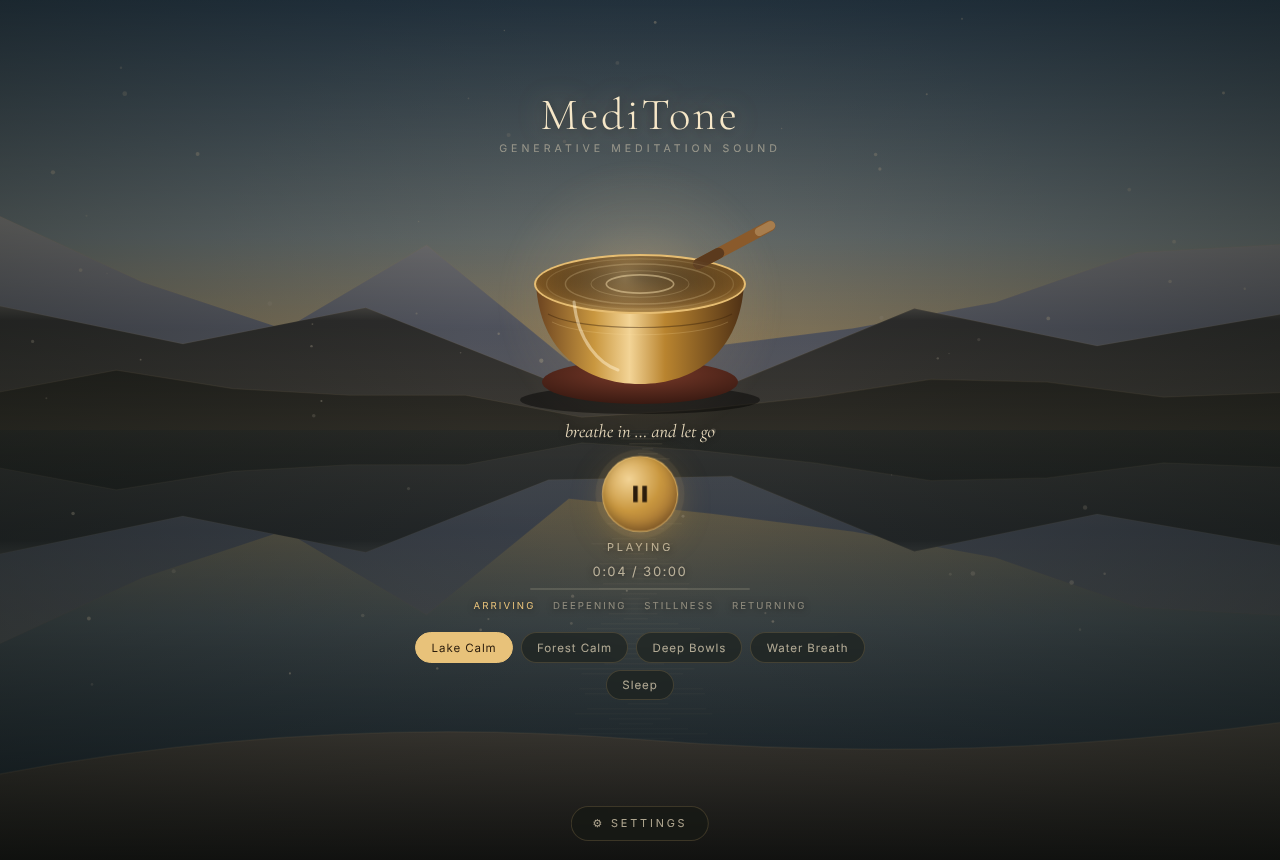 MediTone
GENERATIVE MEDITATION SOUND
breathe in … and let go
PLAYING
0:04 / 30:00
ARRIVING DEEPENING STILLNESS RETURNING
Lake Calm Forest Calm Deep Bowls Water Breath
Sleep
⚙ SETTINGS